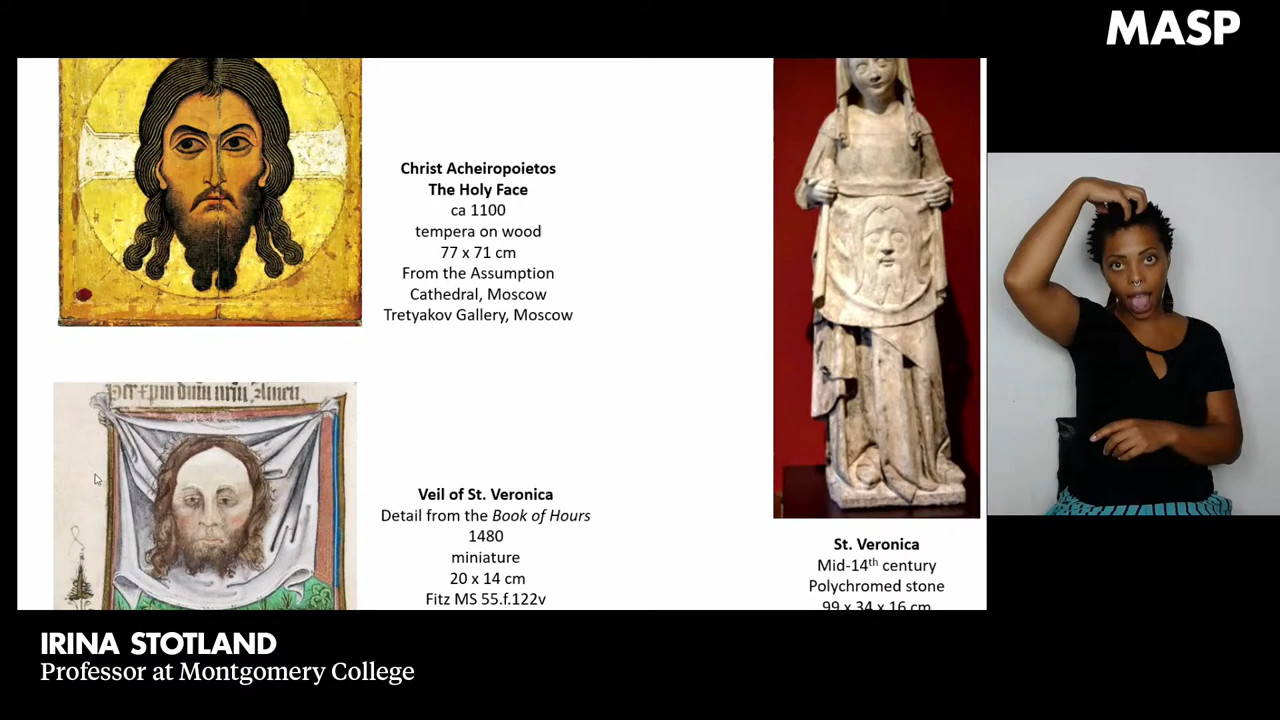 MASP
Christ Acheiropoietos
The Holy Face
ca 1100
tempera on wood
77 x 71 cm
From the Assumption
Cathedral, Moscow
Tretyakov Gallery, Moscow
Veil of St. Veronica
Detail from the Book of Hours
1480
miniature
20 x 14 cm
Fitz MS 55.f.122v
St. Veronica
Mid-14th century
Polychromed stone
99 x 34 x 16 cm
IRINA STOTLAND
Professor at Montgomery College